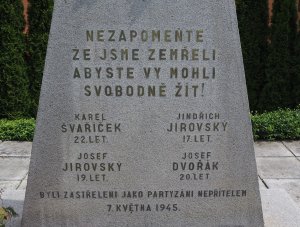 NEZAPOMEŇTE
ŽE JSME ZEMŘELI
ABYSTE VY MOHLI
SVOBODNĚ ŽÍT!
KAREL
ŠVAŘÍČEK
22.LET.
JINDŘICH
JIROVSKÝ
17.LET.
JOSEF
JIROVSKÝ
19.LET.
JOSEF
DVOŘÁK
20.LET.
BYLI ZASTŘELENI JAKO PARTYZÁNI NEPŘÍTELEM
7. KVĚTNA 1945.